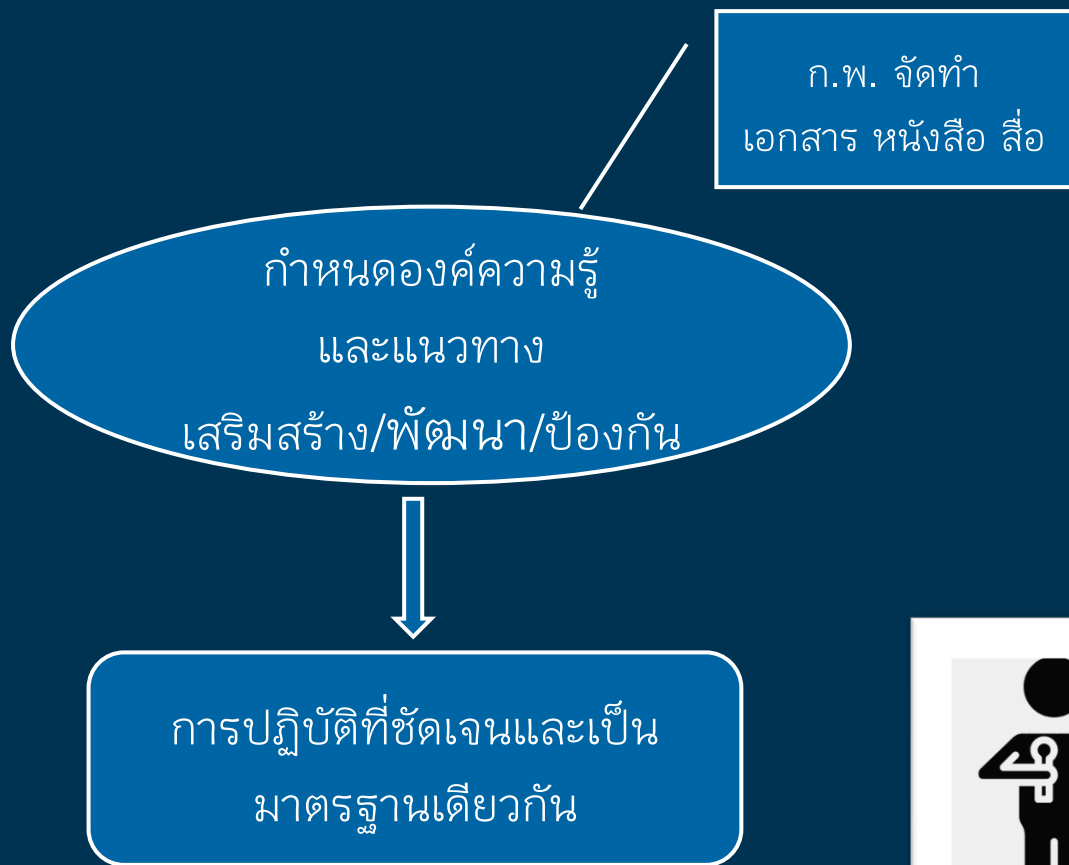 ก.พ. จัดทำ
เอกสาร หนังสือ สื่อ
กำหนดองค์ความรู้
และแนวทาง
เสริมสร้าง/พัฒนา/ป้องกัน
การปฏิบัติที่ชัดเจนและเป็น
มาตรฐานเดียวกัน